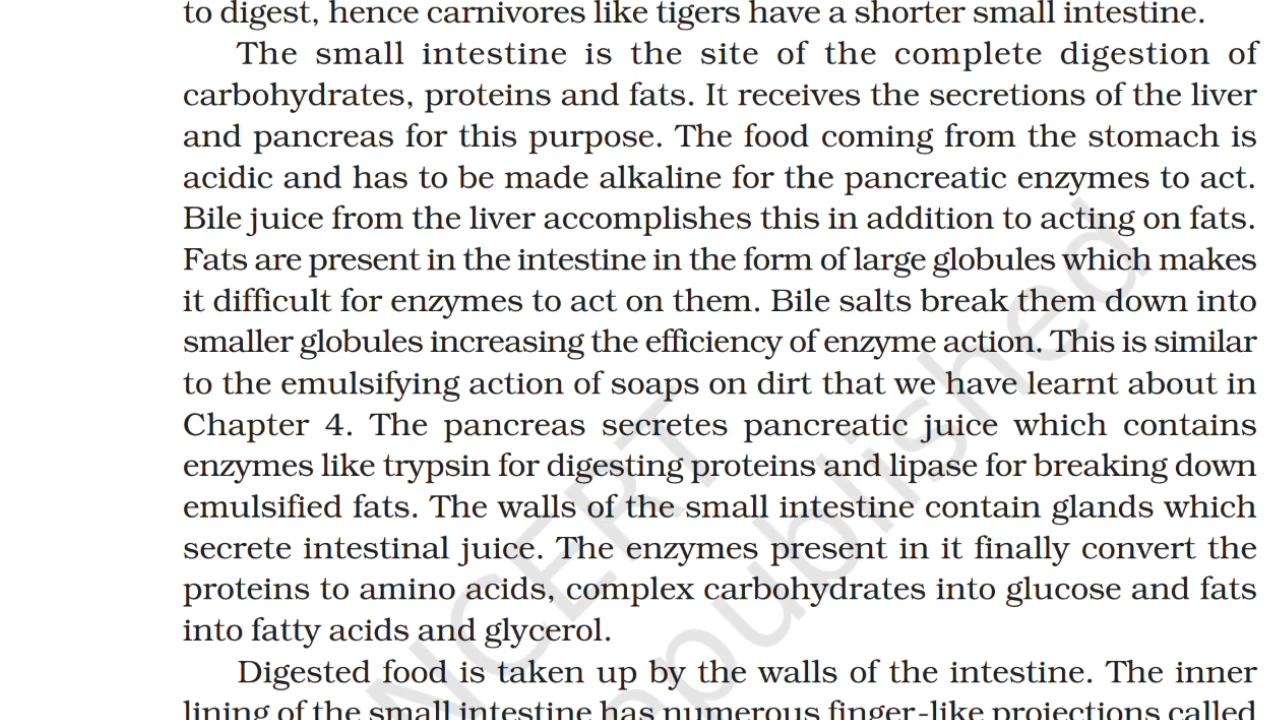 to digest, hence carnivores like tigers have a shorter small intestine.
The small intestine is the site of the complete digestion of
carbohydrates, proteins and fats. It receives the secretions of the liver
and pancreas for this purpose. The food coming from the stomach is
acidic and has to be made alkaline for the pancreatic enzymes to act.
Bile juice from the liver accomplishes this in addition to acting on fats.
Fats are present in the intestine in the form of large globules which makes
it difficult for enzymes to act on them. Bile salts break them down into
smaller globules increasing the efficiency of enzyme action. This is similar
to the emulsifying action of soaps on dirt that we have learnt about in
Chapter 4. The pancreas secretes pancreatic juice which contains
enzymes like trypsin for digesting proteins and lipase for breaking down
emulsified fats. The walls of the small intestine contain glands which
secrete intestinal juice. The enzymes present in it finally convert the
proteins to amino acids, complex carbohydrates into glucose and fats
into fatty acids and glycerol.
Digested food is taken up by the walls of the intestine. The inner
lining of the small intestine has numerous finger-like projections called
NCERT